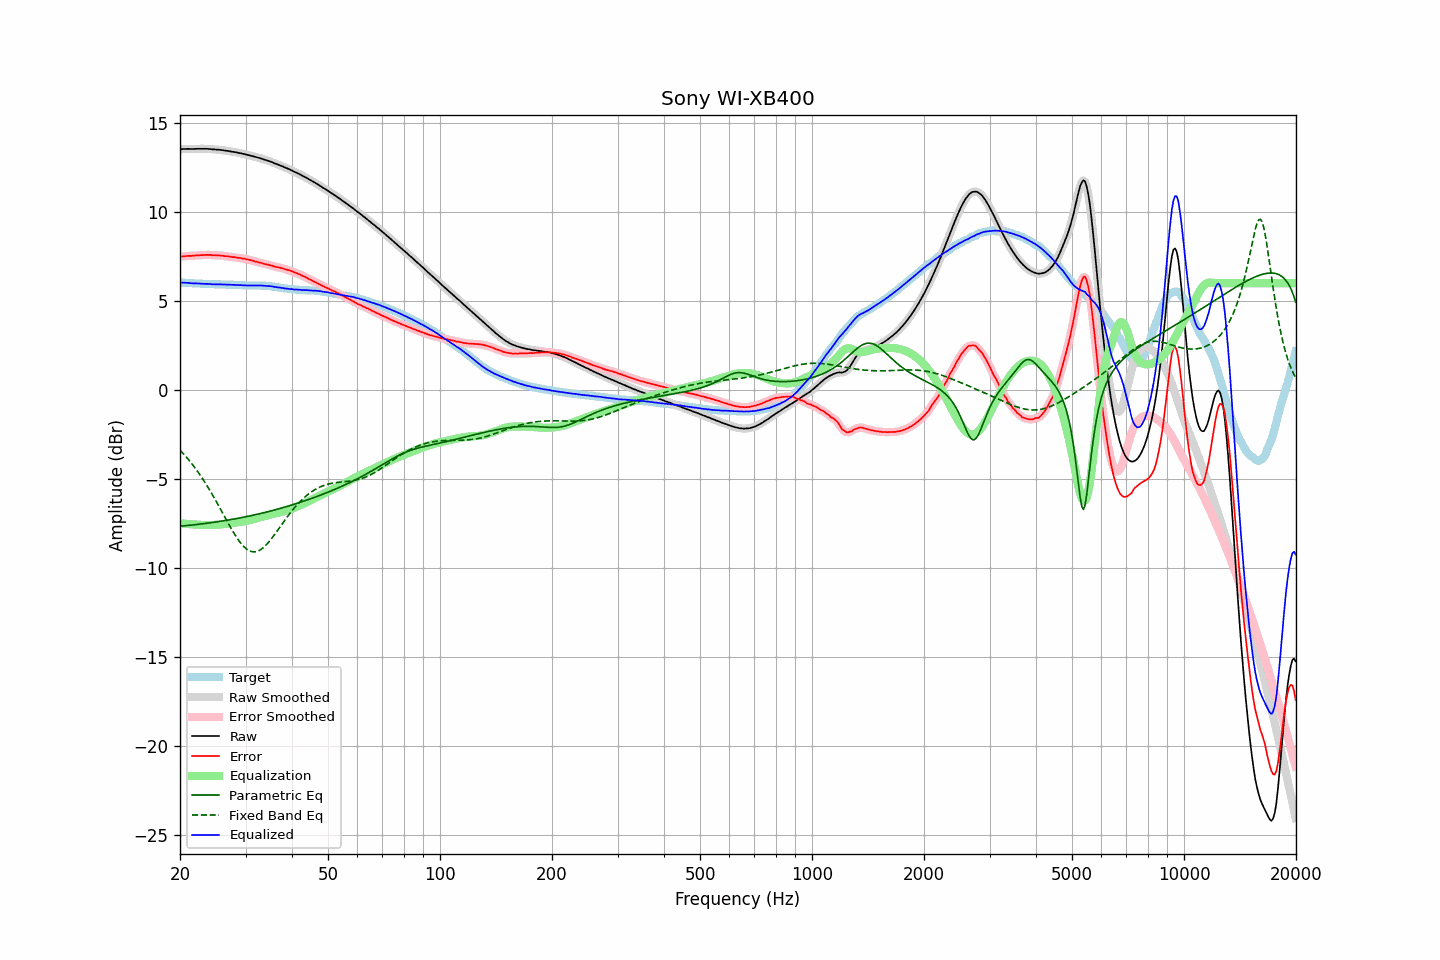 Sony WI-XB400
Amplitude (dBr)
15
10
5
0
−5
−10
−15
−20
−25
Target
Raw Smoothed
Error Smoothed
Raw
Error
Equalization
Parametric Eq
Fixed Band Eq
Equalized
20 50 100 200 500 1000 2000 5000 10000 20000
Frequency (Hz)